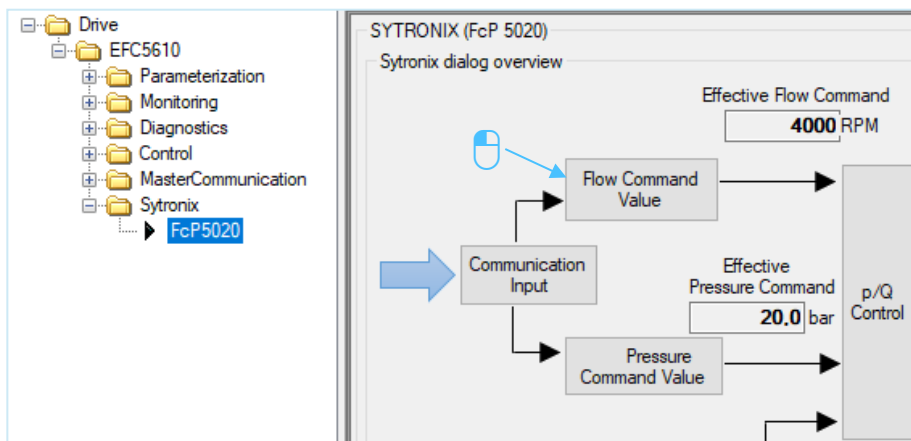 Drive
EFC5610
Parameterization
Monitoring
Diagnostics
Control
MasterCommunication
Sytronix
FcP5020
SYTRONIX (FcP 5020)
Sytronix dialog overview
Effective Flow Command
4000 RPM
Flow Command
Value
Communication
Input
Effective
Pressure Command
20,0 bar
p/Q
Control
Pressure
Command Value